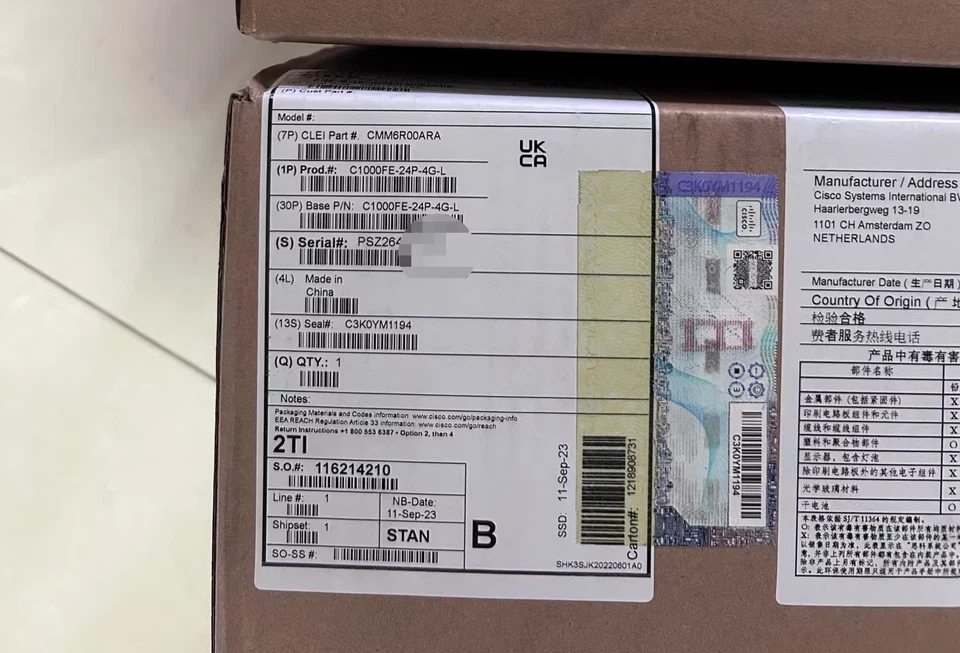 (P) Cust Part #:
Model #:
(7P) CLEI Part #. CMM6R00ARA
UK
CA
(1P) Prod.#: C1000FE-24P-4G-L
(30P) Base P/N: C1000FE-24P-4G-L
(S) Serial#: PSZ264
(4L) Made in
China
(13S) Seal#: C3K0YM1194
(Q) QTY.: 1
Notes:
Packaging Materials and Codes information: www.cisco.com/go/packaging-info
EEA REACH Regulation Article 33 information: www.cisco.com/go/reach
Return Instructions +1 800 553 6387 • Option 2, then 4
2TI
S.O.#: 116214210
Line #: 1
NB-Date:
11-Sep-23
Shipset: 1
STAN
SO-SS #:
B
SSD: 11-Sep-23
Carton#: 1218908731
SHK3SJK20220601A0
C3K0YM1194
CISCO
C3K0YM1194
Manufacturer / Address
Cisco Systems International BV
Haarlerbergweg 13-19
1101 CH Amsterdam ZO
NETHERLANDS
Manufacturer Date (生产日期)
Country Of Origin (产地
检验合格
费者服务热线电话
产品中有毒有害
部件名称
铅
金属部件 (包括紧固件) X
印刷电路板组件和元件 X
缆线和缆线组件 X
塑料和聚合物部件 O
显示器，包含灯泡 X
除印刷电路板外的其他电子组件 X
光学玻璃材料 X
干电池 O
本表格依据 SJ/T 11364 的规定编制。